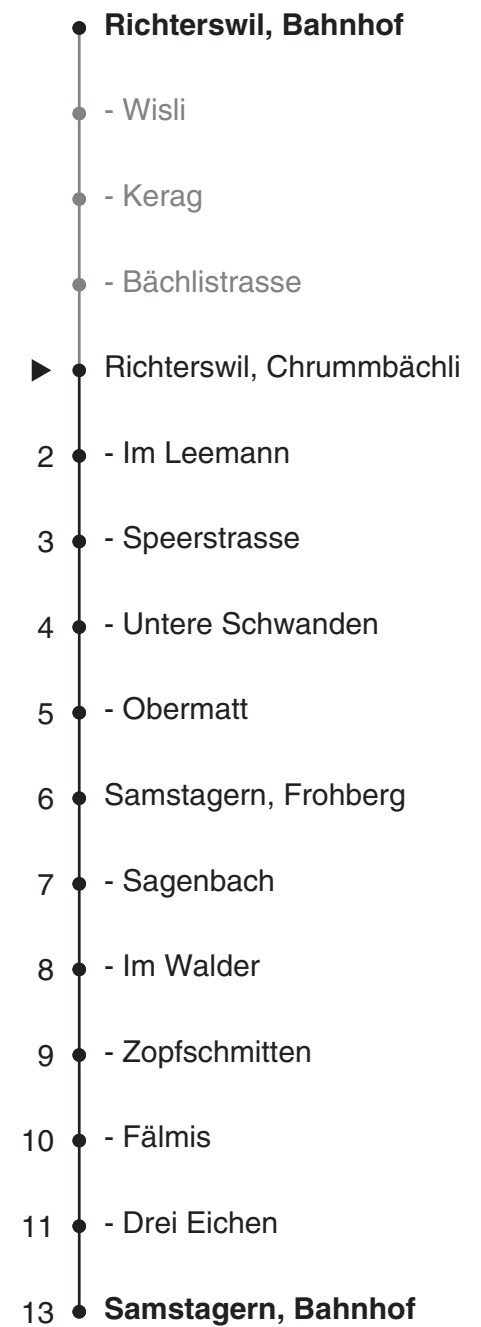 Richterswil, Bahnhof
- Wisli
- Kerag
- Bächlistrasse
Richterswil, Chrummbächli
2 - Im Leemann
3 - Speerstrasse
4 - Untere Schwanden
5 - Obermatt
6 Samstagern, Frohberg
7 - Sagenbach
8 - Im Walder
9 - Zopfschmitten
10 - Fälmis
11 - Drei Eichen
13 Samstagern, Bahnhof